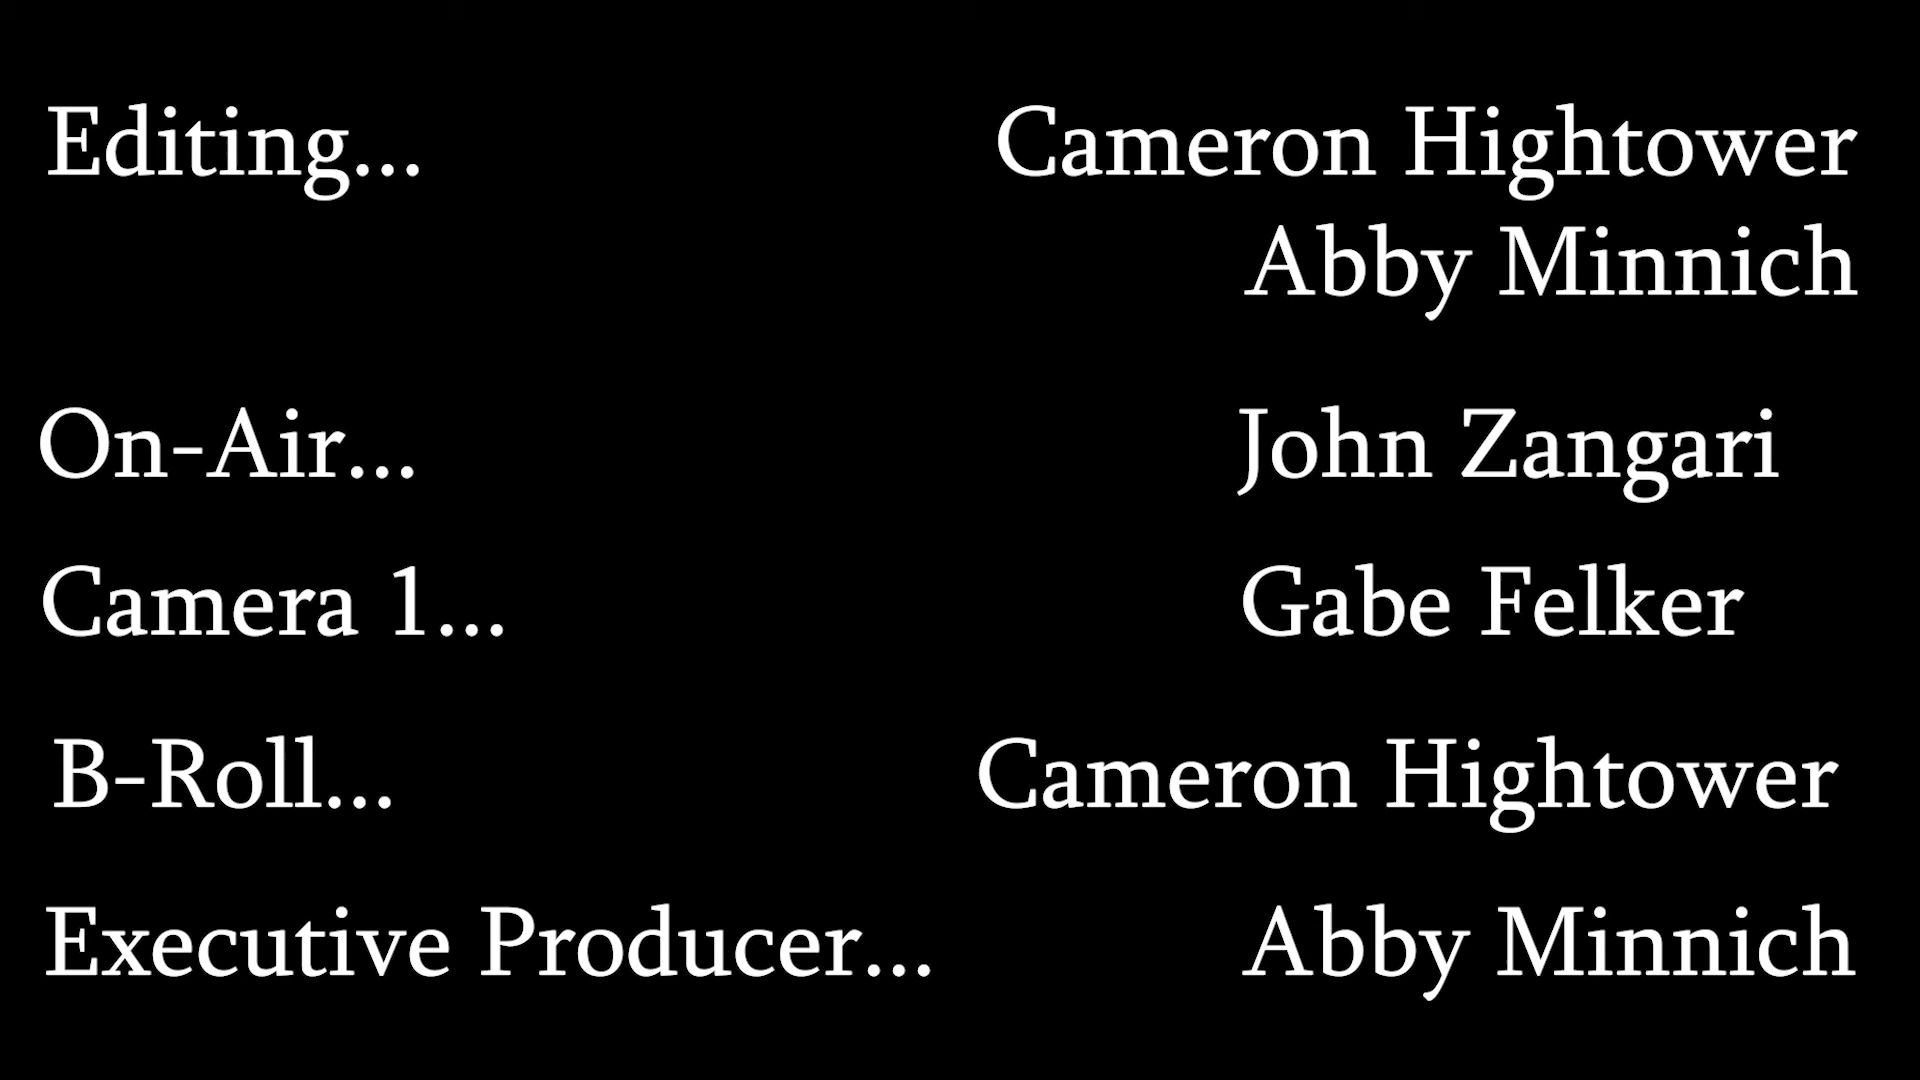 Editing... Cameron Hightower
Abby Minnich
On-Air... John Zangari
Camera 1... Gabe Felker
B-Roll... Cameron Hightower
Executive Producer... Abby Minnich